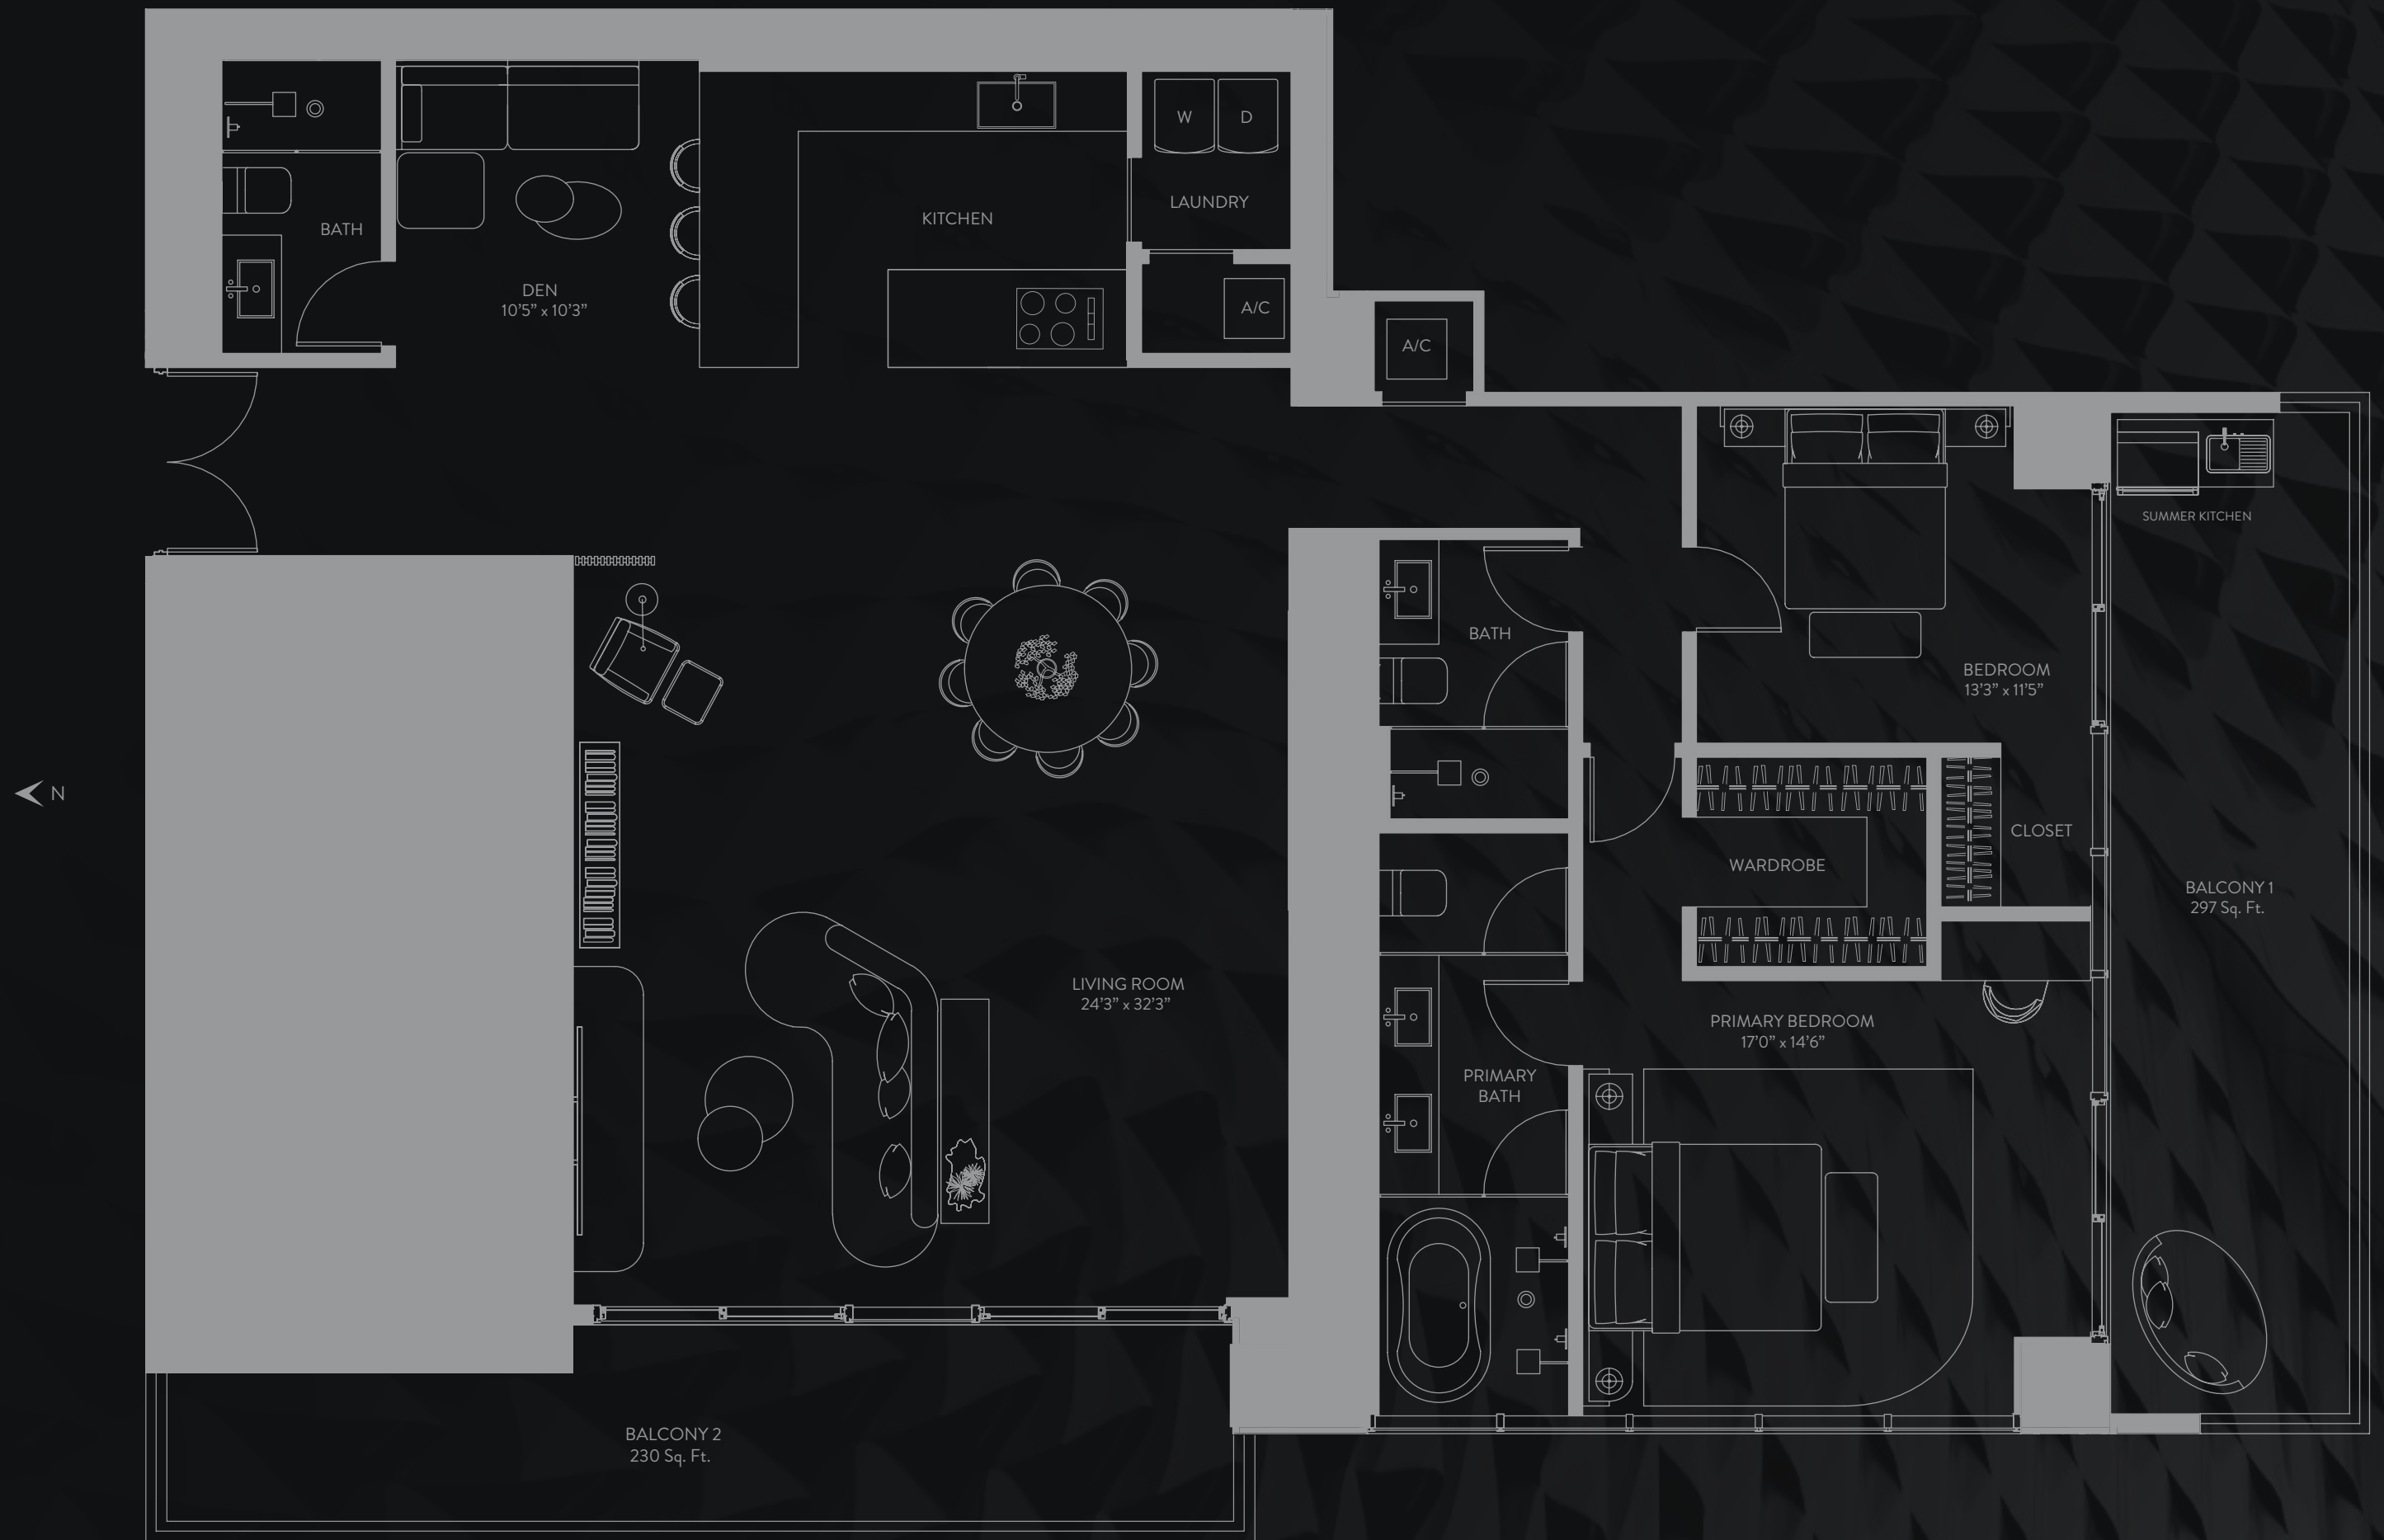 W
D
LAUNDRY
KITCHEN
BATH
DEN
10’5” x 10’3”
A/C
A/C
SUMMER KITCHEN
BATH
BEDROOM
13’3” x 11’5”
N
CLOSET
WARDROBE
BALCONY 1
297 Sq. Ft.
LIVING ROOM
24’3” x 32’3”
PRIMARY BEDROOM
17’0” x 14’6”
PRIMARY
BATH
BALCONY 2
230 Sq. Ft.